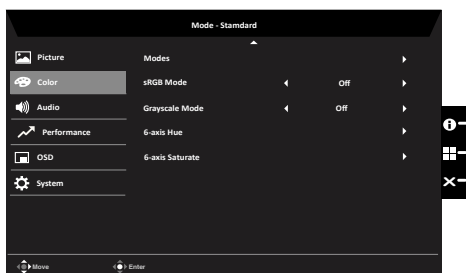 Mode - Stamdard
Picture
Modes
Color
sRGB Mode Off
Audio
Grayscale Mode Off
Performance
6-axis Hue
OSD
6-axis Saturate
System
Move
Enter